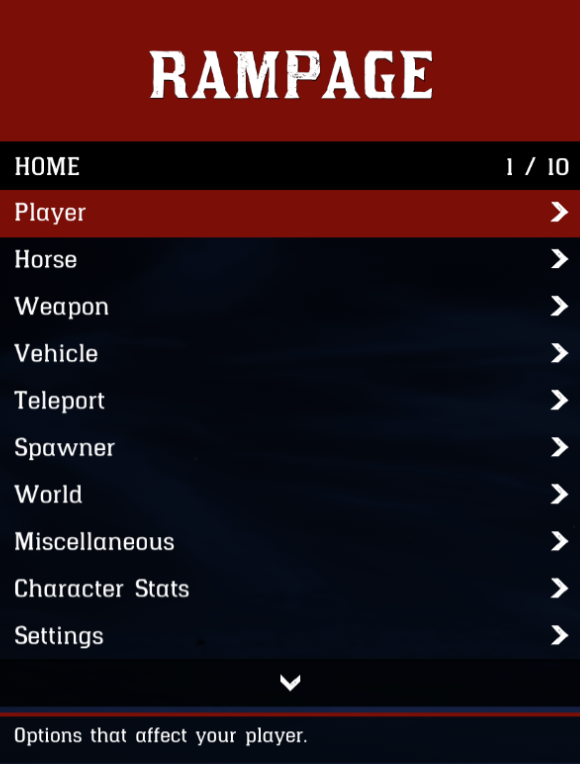 RAMPAGE
HOME 1 / 10
Player
Horse
Weapon
Vehicle
Teleport
Spawner
World
Miscellaneous
Character Stats
Settings
Options that affect your player.